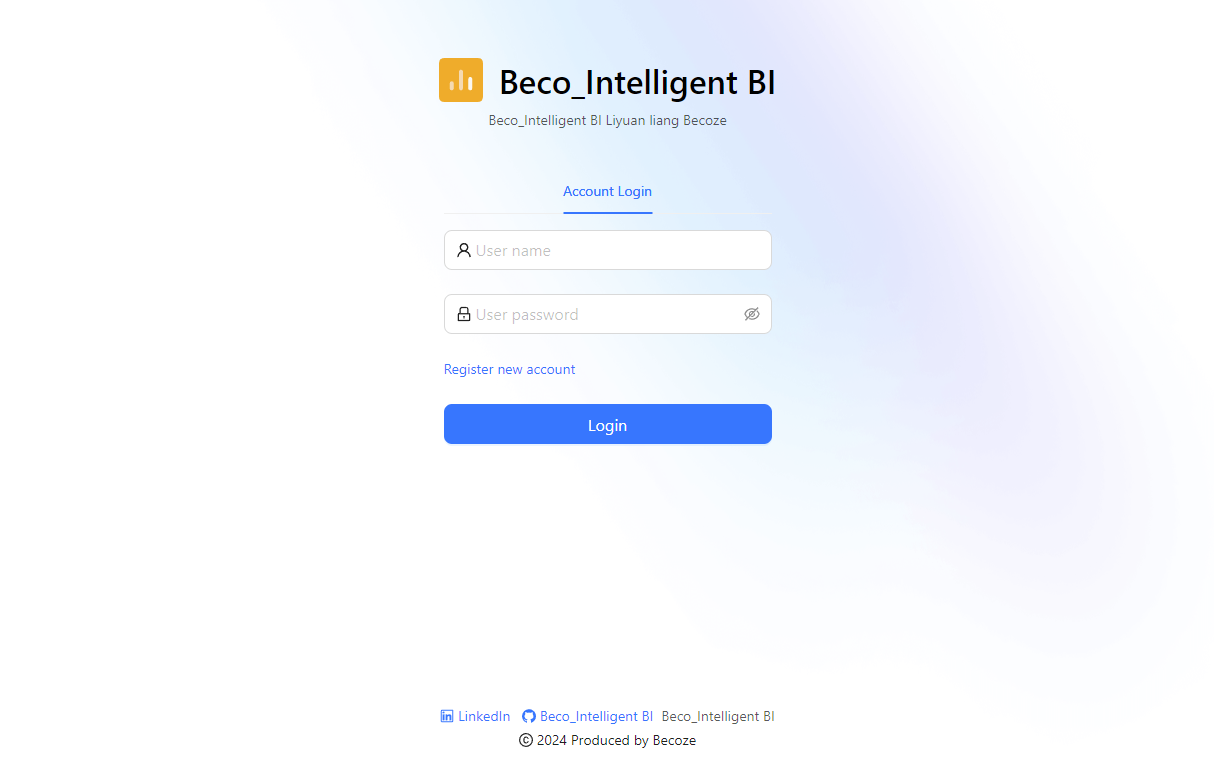 Beco_Intelligent BI
Beco_Intelligent BI Liyuan liang Becoze
Account Login
User name
User password
Register new account
Login
LinkedIn Beco_Intelligent BI Beco_Intelligent BI
© 2024 Produced by Becoze